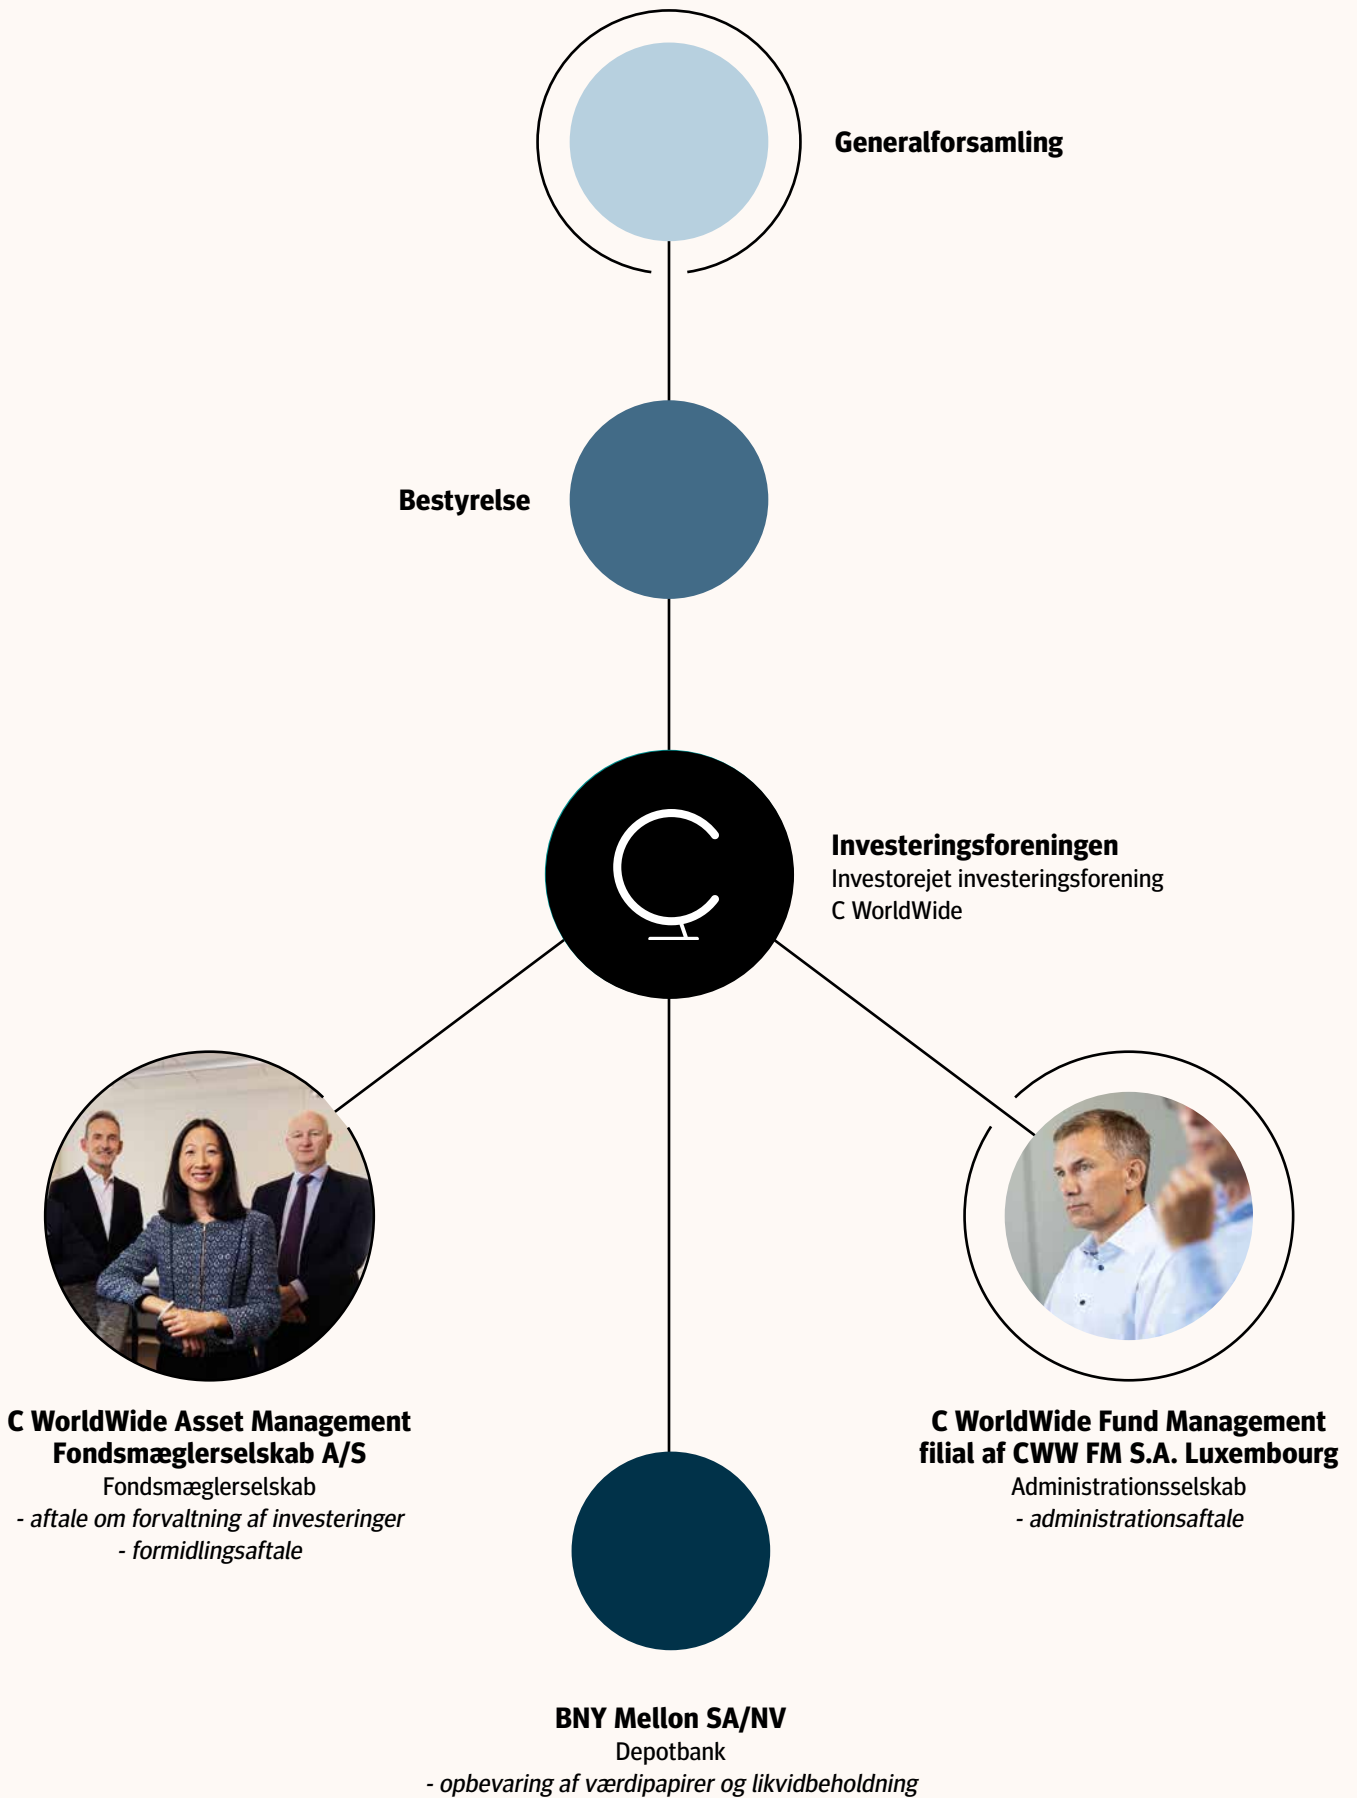 Generalforsamling
Bestyrelse
Investeringsforeningen
Investorejet investeringsforening
C WorldWide
C WorldWide Asset Management
Fondsmæglerselskab A/S
Fondsmæglerselskab
- aftale om forvaltning af investeringer
- formidlingsaftale
C WorldWide Fund Management
filial af CWW FM S.A. Luxembourg
Administrationsselskab
- administrationsaftale
BNY Mellon SA/NV
Depotbank
- opbevaring af værdipapirer og likvidbeholdning